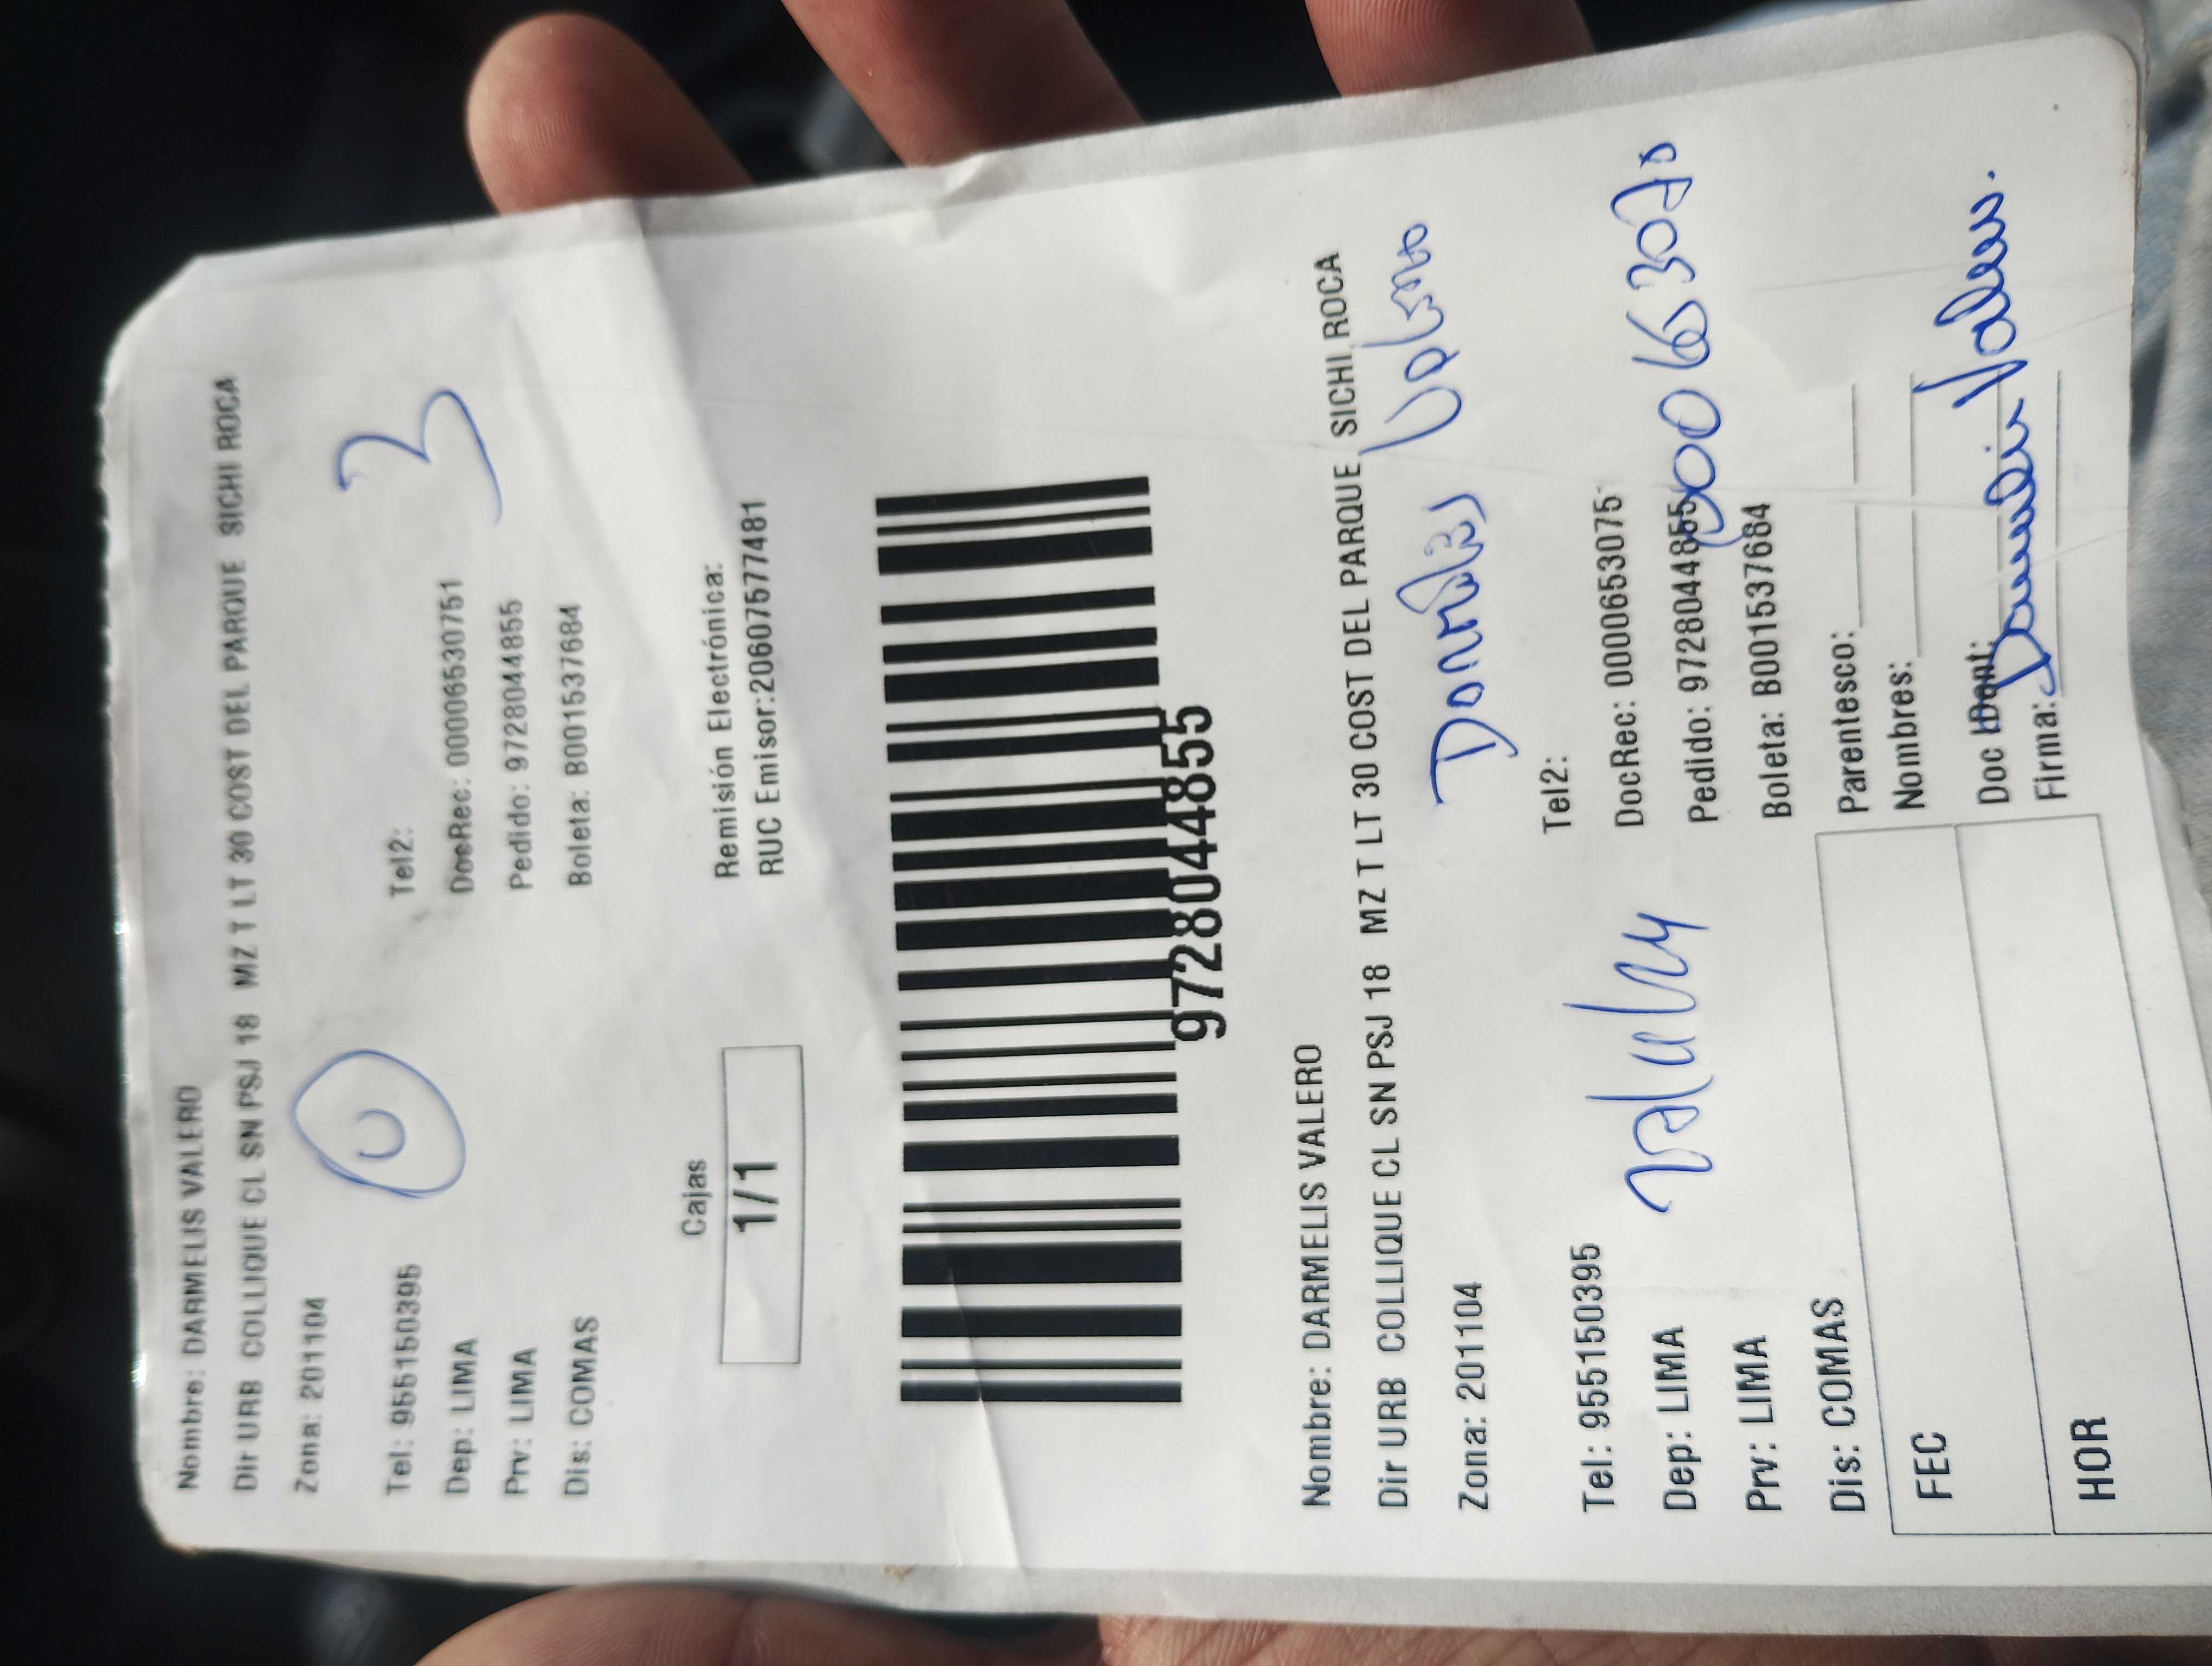 Nombre: DARMELIS VALERO
Dir URB COLLIQUE CL SN PSJ 18 MZ T LT 30 COST DEL PARQUE SICHI ROCA
Zona: 201104
3
Tel: 955150395 Tel2:
Dep: LIMA DocRec: 00006530751
Prv: LIMA Pedido: 9728044855
Dis: COMAS Boleta: B001537684
Cajas Remisión Electrónica:
1/1 RUC Emisor:20607577481
9728044855
Nombre: DARMELIS VALERO
Dir URB COLLIQUE CL SN PSJ 18 MZ T LT 30 COST DEL PARQUE SICHI ROCA
Zona: 201104
Tel2:
Tel: 955150395 DocRec: 0000653075
Dep: LIMA Pedido: 9728044855
Prv: LIMA Boleta: B001537684
Dis: COMAS Parentesco:
FEC Nombres:
Doc Ident:
HOR Firma: